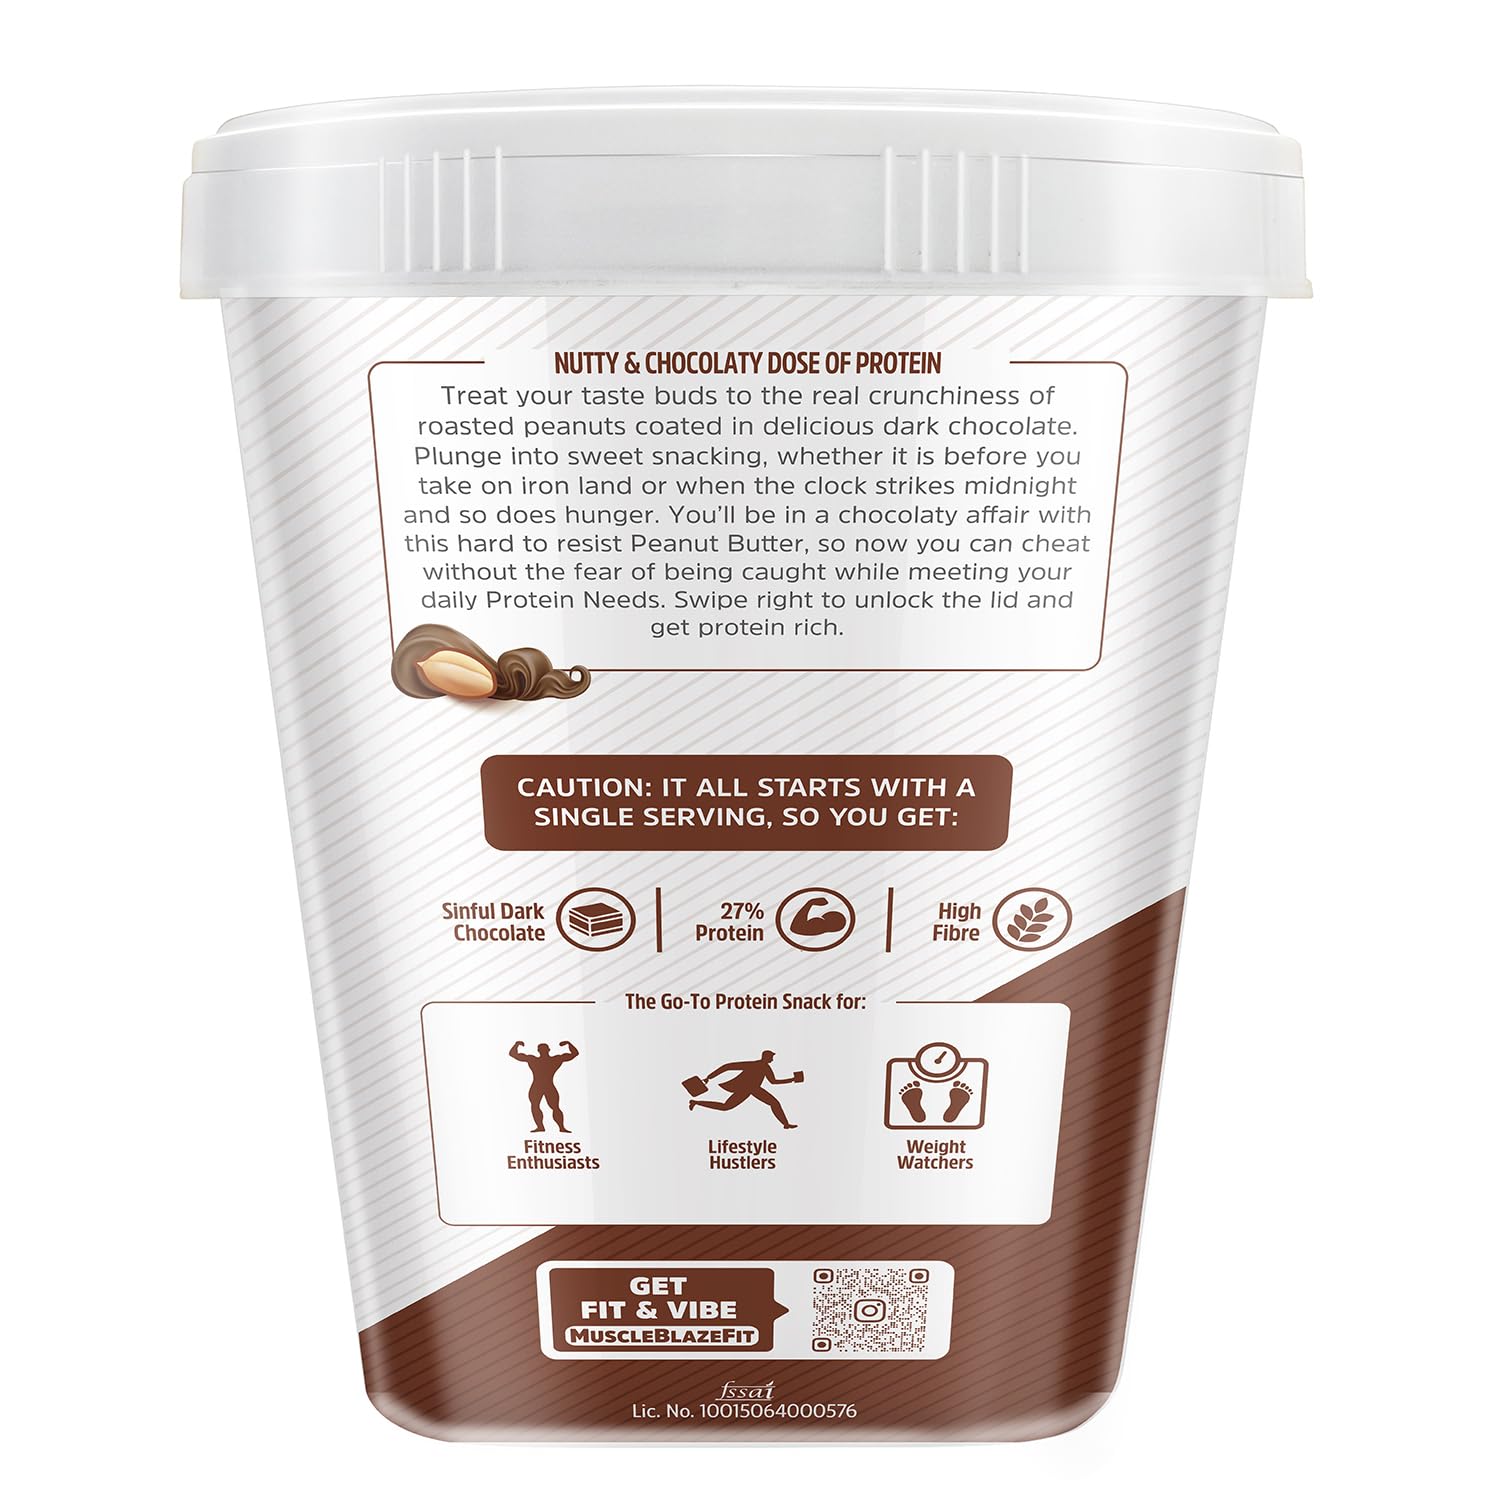 NUTTY & CHOCOLATY DOSE OF PROTEIN
Treat your taste buds to the real crunchiness of
roasted peanuts coated in delicious dark chocolate.
Plunge into sweet snacking, whether it is before you
take on iron land or when the clock strikes midnight
and so does hunger. You'll be in a chocolaty affair with
this hard to resist Peanut Butter, so now you can cheat
without the fear of being caught while meeting your
daily Protein Needs. Swipe right to unlock the lid and
get protein rich.
CAUTION: IT ALL STARTS WITH A
SINGLE SERVING, SO YOU GET:
Sinful Dark
Chocolate
27%
Protein
High
Fibre
The Go-To Protein Snack for:
Fitness
Enthusiasts
Lifestyle
Hustlers
Weight
Watchers
GET
FIT & VIBE
MUSCLEBLAZEFIT
fssai
Lic. No. 10015064000576